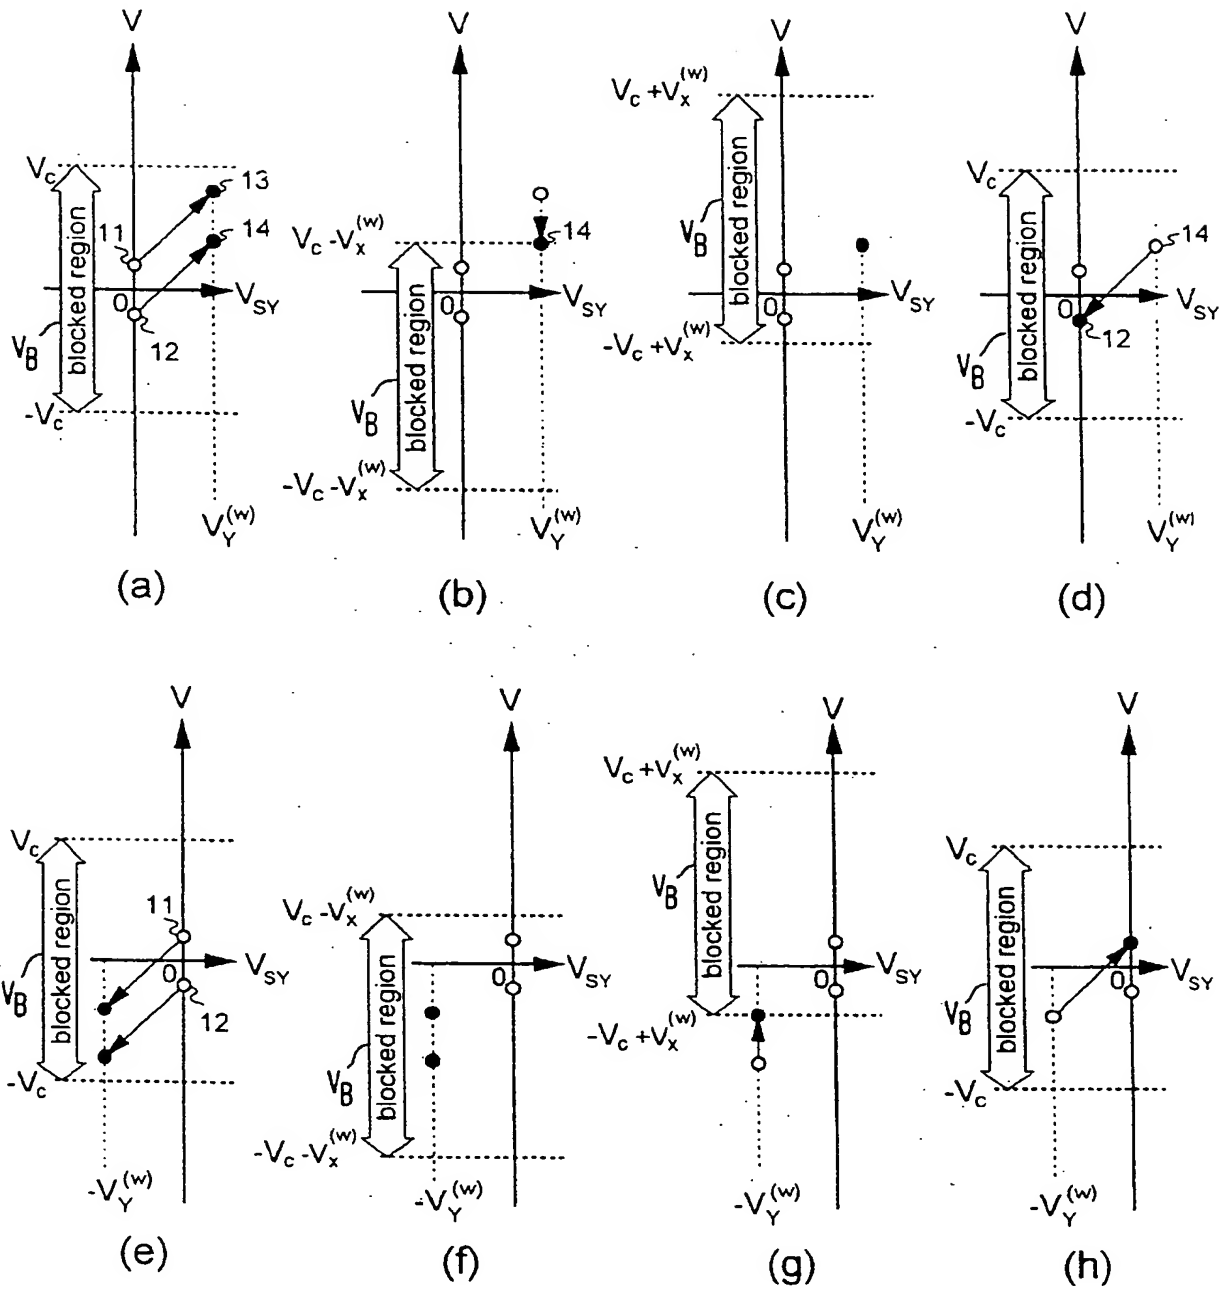 V
V_c
13
14
11
blocked region
0
V_SY
V_B
12
-V_c
V_Y^(w)
(a)
V
V_c -V_x^(w)
14
blocked region
0
V_SY
V_B
-V_c -V_x^(w)
V_Y^(w)
(b)
V
V_c +V_x^(w)
blocked region
V_B
0
V_SY
-V_c +V_x^(w)
V_Y^(w)
(c)
V
V_c
14
blocked region
0
V_SY
12
V_B
-V_c
V_Y^(w)
(d)
V
V_c
11
blocked region
0
V_SY
V_B
12
-V_c
-V_Y^(w)
(e)
V
V_c -V_x^(w)
blocked region
0
V_SY
V_B
-V_c -V_x^(w)
-V_Y^(w)
(f)
V
V_c +V_x^(w)
blocked region
V_B
0
V_SY
-V_c +V_x^(w)
-V_Y^(w)
(g)
V
V_c
blocked region
0
V_SY
V_B
-V_c
-V_Y^(w)
(h)